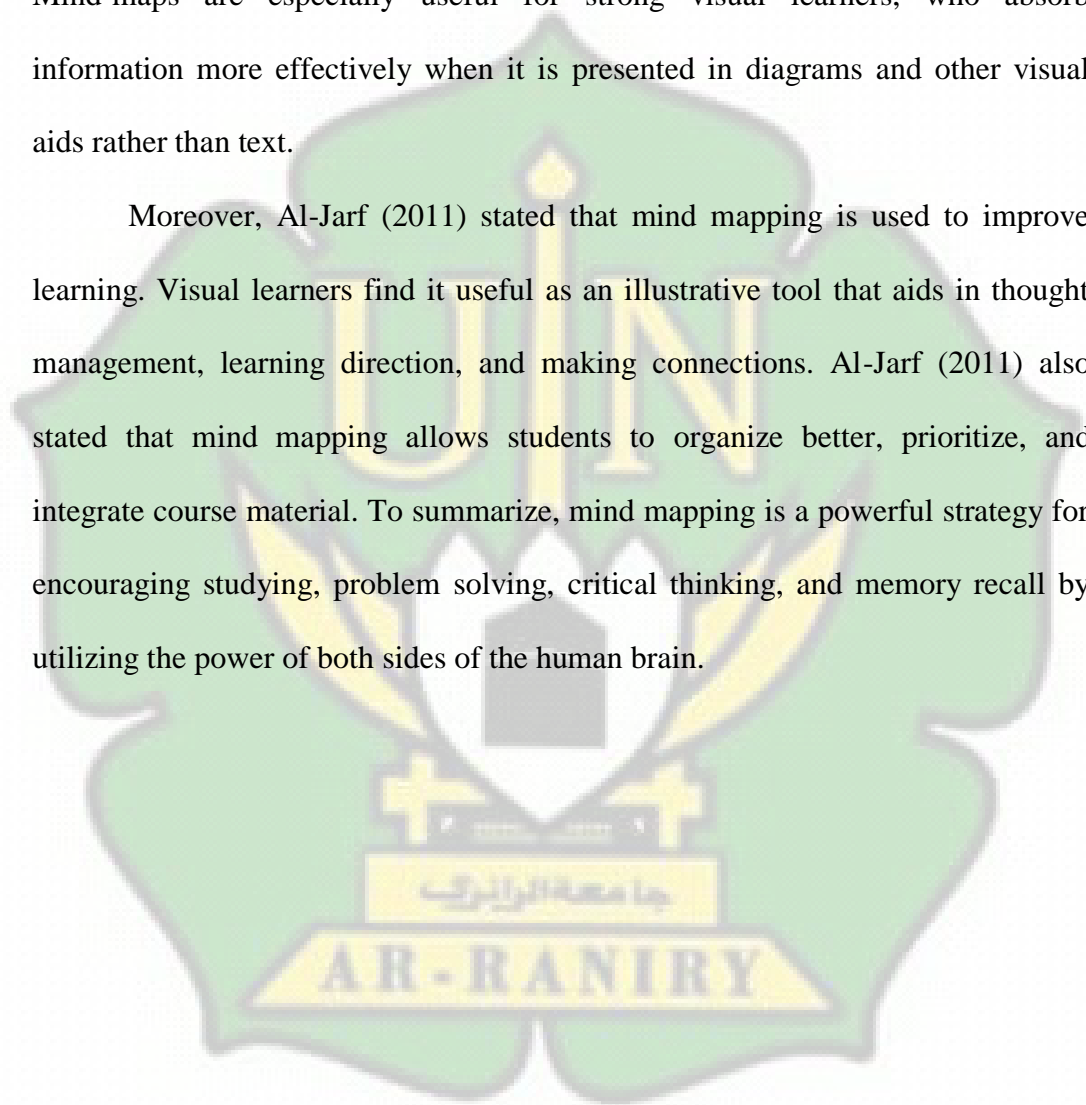 Mind-maps are especially useful for strong visual learners, who absorb
information more effectively when it is presented in diagrams and other visual
aids rather than text.
Moreover, Al-Jarf (2011) stated that mind mapping is used to improve
learning. Visual learners find it useful as an illustrative tool that aids in thought
management, learning direction, and making connections. Al-Jarf (2011) also
stated that mind mapping allows students to organize better, prioritize, and
integrate course material. To summarize, mind mapping is a powerful strategy for
encouraging studying, problem solving, critical thinking, and memory recall by
utilizing the power of both sides of the human brain.
UIN
جامعة الرانري
AR-RANIRY